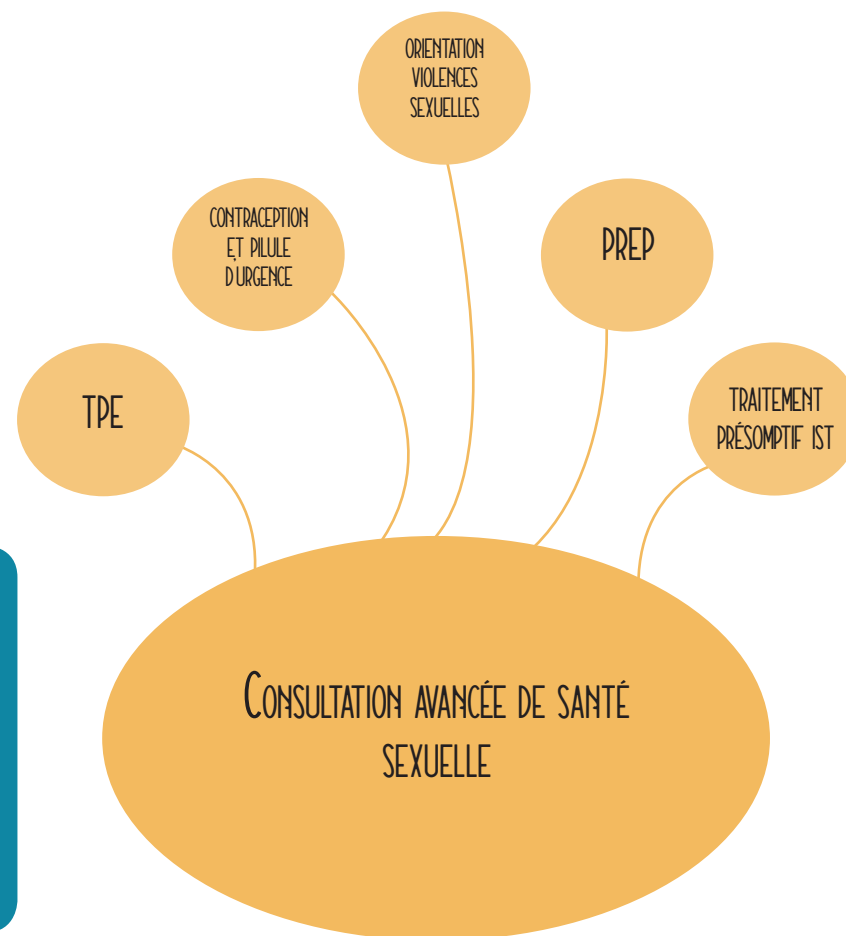 ORIENTATION
VIOLENCES
SEXUELLES
CONTRACEPTION
ET PILULE
D'URGENCE
PREP
TPE
TRAITEMENT
PRÉSOMPTIF IST
CONSULTATION AVANCÉE DE SANTÉ
SEXUELLE